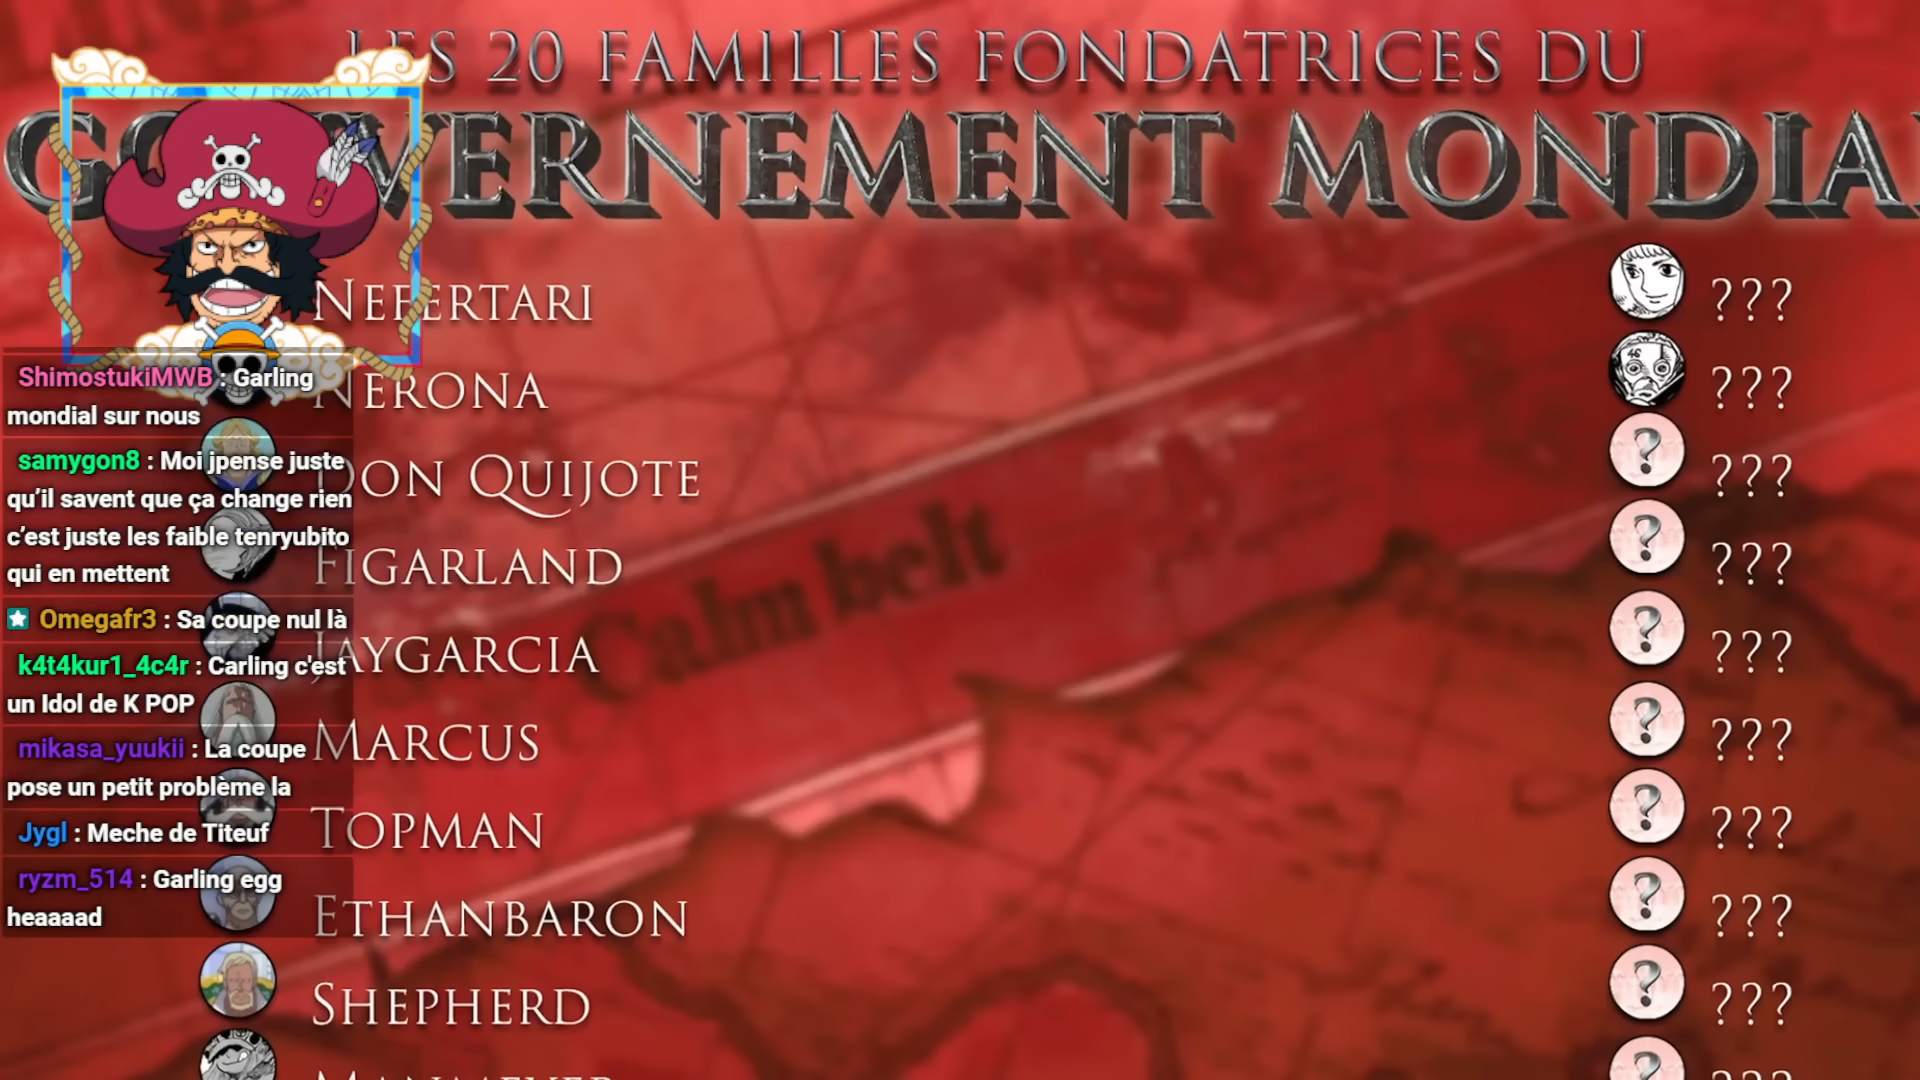 LES 20 FAMILLES FONDATRICES DU
GOUVERNEMENT MONDIAL
NEFERTARI
???
NERONA
???
DON QUIJOTE
???
FIGARLAND
???
JAYGARCIA
???
MARCUS
???
TOPMAN
???
ETHANBARON
???
SHEPHERD
???
???
ShimostukiMWB : Garling
mondial sur nous
samygon8 : Moi jpense juste
qu'il savent que ça change rien
c'est juste les faible tenryubito
qui en mettent
Omegafr3 : Sa coupe nul là
k4t4kur1_4c4r : Carling c'est
un Idol de K POP
mikasa_yuukii : La coupe
pose un petit problème la
Jygl : Meche de Titeuf
ryzm_514 : Garling egg
heaaaad
Calm belt